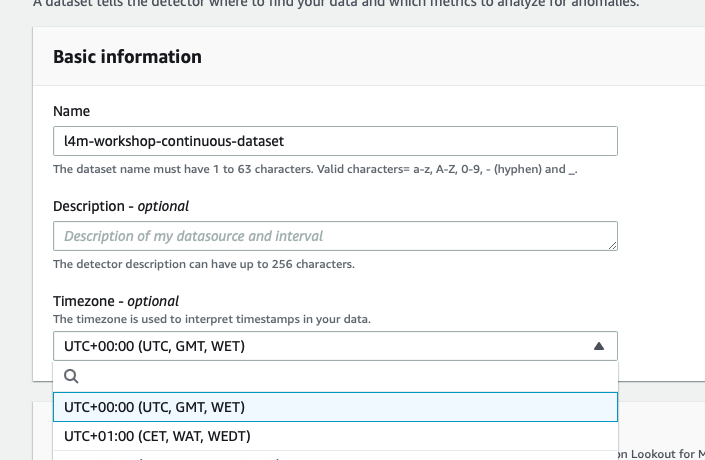 A dataset tells the detector where to find your data and which metrics to analyze for anomalies.
Basic information
Name
l4m-workshop-continuous-dataset
The dataset name must have 1 to 63 characters. Valid characters= a-z, A-Z, 0-9, - (hyphen) and _.
Description - optional
Description of my datasource and interval
The detector description can have up to 256 characters.
Timezone - optional
The timezone is used to interpret timestamps in your data.
UTC+00:00 (UTC, GMT, WET)
UTC+00:00 (UTC, GMT, WET)
UTC+01:00 (CET, WAT, WEDT)
on Lookout for M